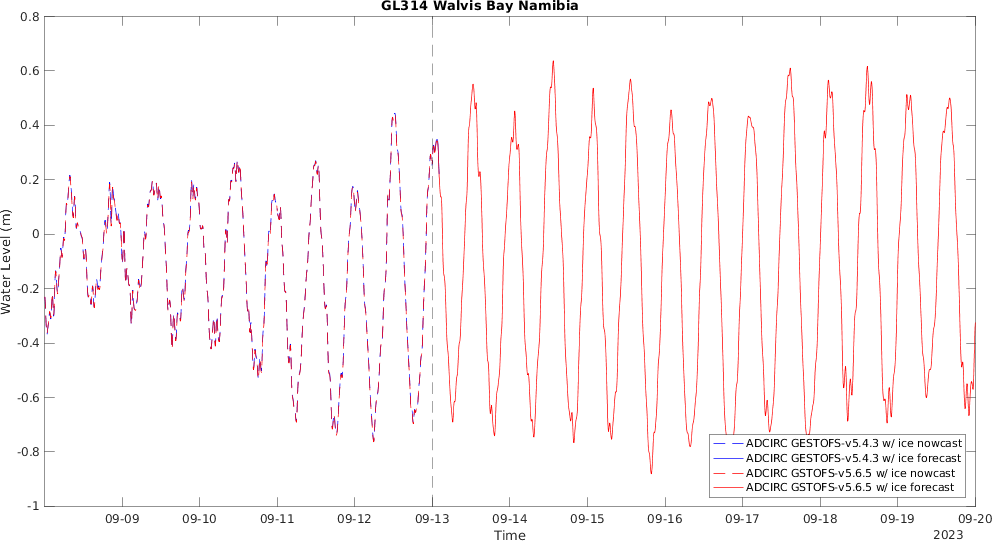 GL314 Walvis Bay Namibia
0.8
0.6
0.4
0.2
0
-0.2
-0.4
-0.6
-0.8
-1
Water Level (m)
ADCIRC GESTOFS-v5.4.3 w/ ice nowcast
ADCIRC GESTOFS-v5.4.3 w/ ice forecast
ADCIRC GSTOFS-v5.6.5 w/ ice nowcast
ADCIRC GSTOFS-v5.6.5 w/ ice forecast
09-09 09-10 09-11 09-12 09-13 09-14 09-15 09-16 09-17 09-18 09-19 09-20
Time
2023